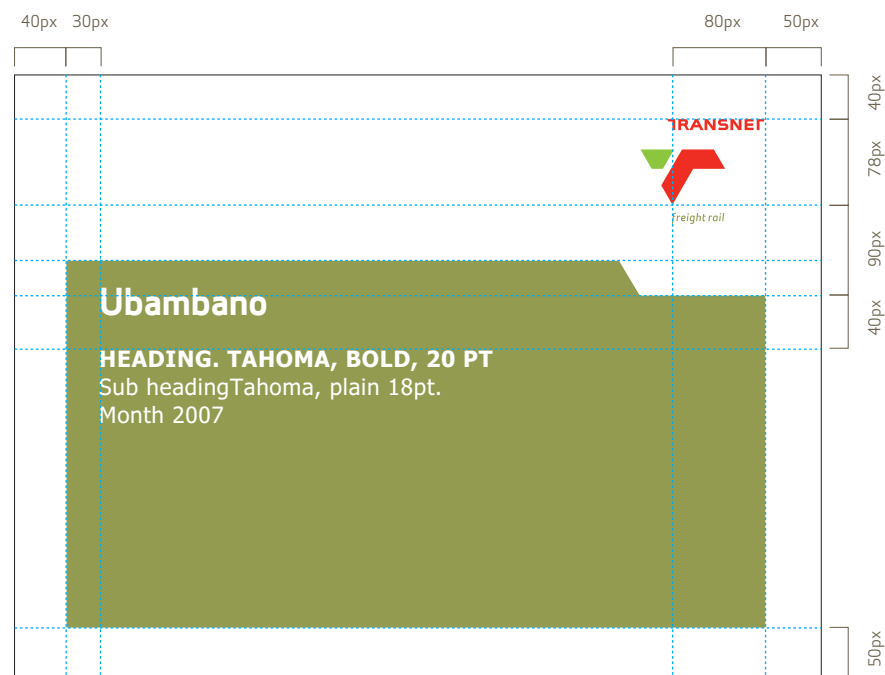 40px 30px 80px 50px
40px
TRANSNET
78px
freight rail
90px
Ubambano
40px
HEADING. TAHOMA, BOLD, 20 PT
Sub headingTahoma, plain 18pt.
Month 2007
50px